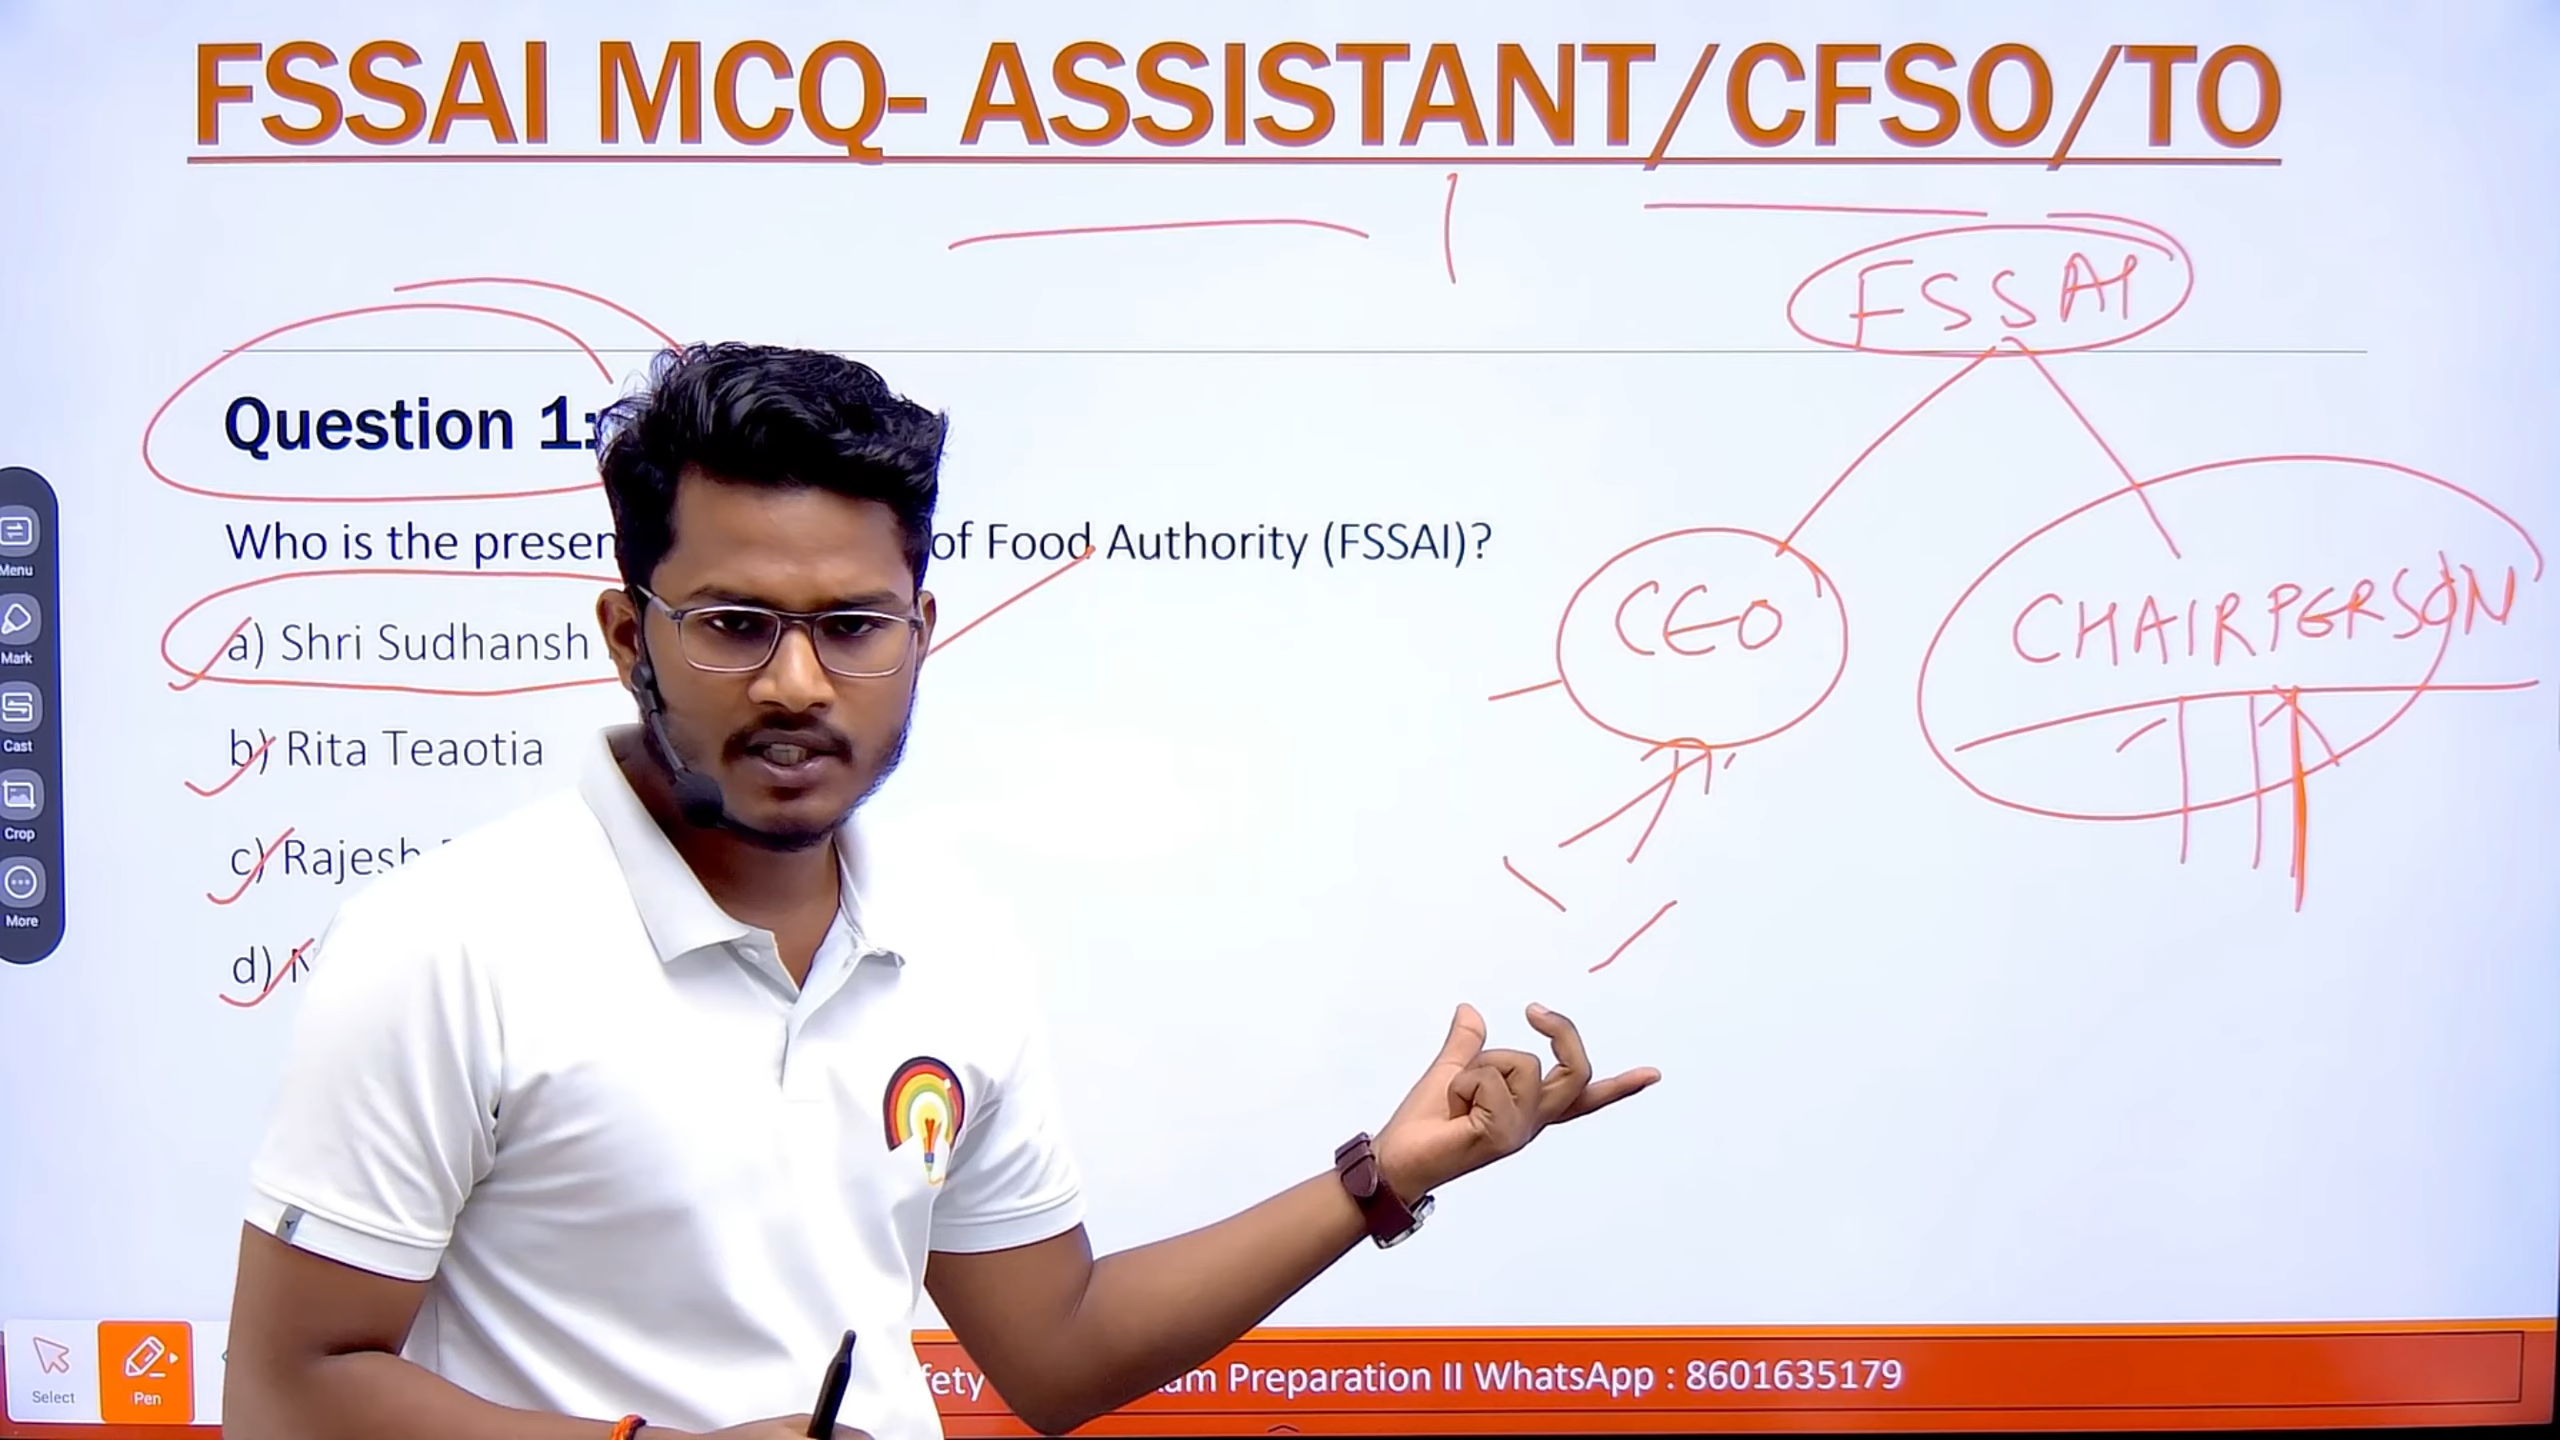 FSSAI MCQ- ASSISTANT/CFSO/TO
FSSAI
Question 1:
Who is the presen of Food Authority (FSSAI)?
CEO
CHAIRPERSON
a) Shri Sudhansh
b) Rita Teaotia
c) Rajesh
d)
Menu
Mark
Cast
Crop
More
Select
Pen
fety am Preparation II WhatsApp : 8601635179